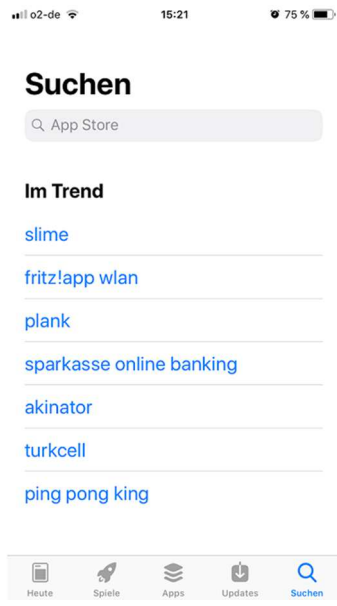 o2-de 15:21 75 %
Suchen
App Store
Im Trend
slime
fritz!app wlan
plank
sparkasse online banking
akinator
turkcell
ping pong king
Heute Spiele Apps Updates Suchen